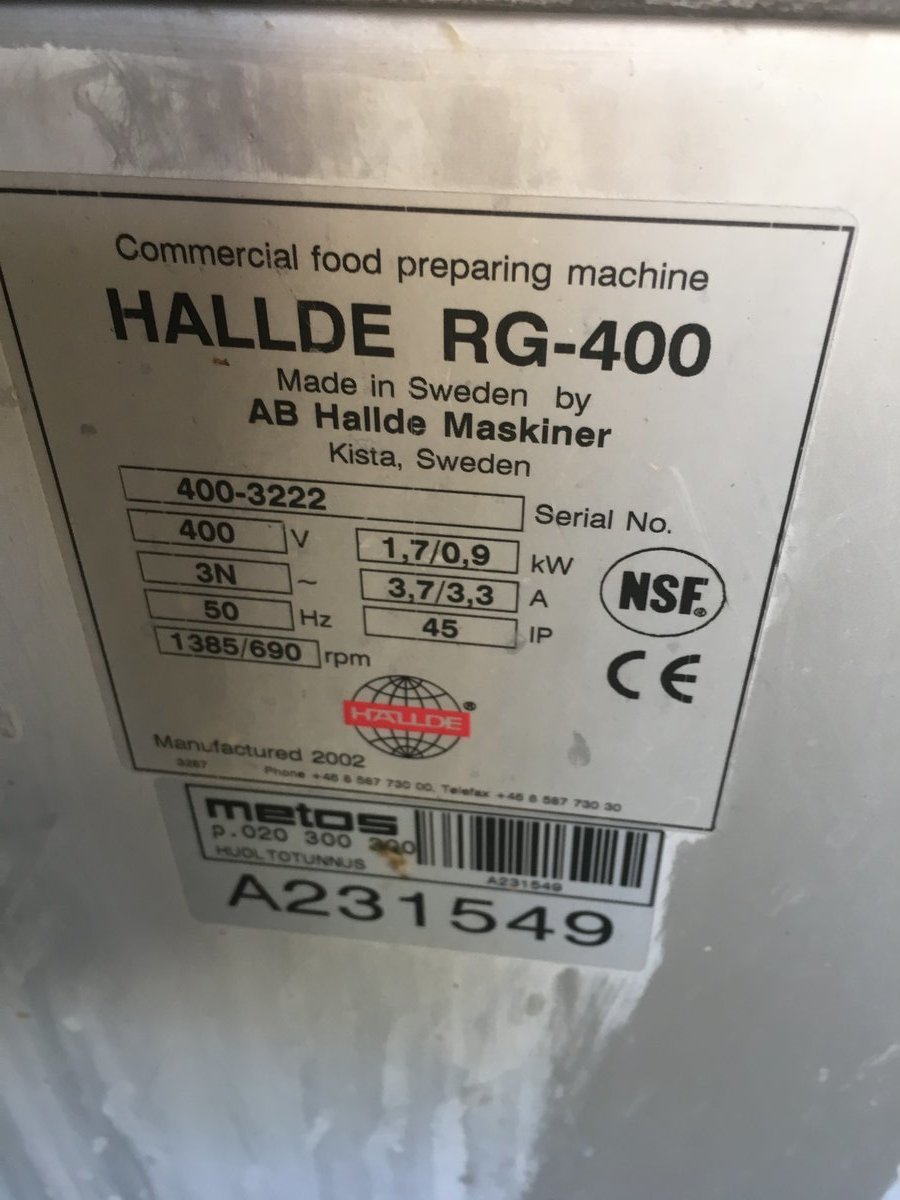 Commercial food preparing machine
HALLDE RG-400
Made in Sweden by
AB Hallde Maskiner
Kista, Sweden
400-3222 Serial No.
400 V 1,7/0,9 kW
3N ~ 3,7/3,3 A
50 Hz 45 IP
1385/690 rpm
NSF®
CE
HALLDE®
Manufactured 2002
3267 Phone +46 8 587 730 00, Telefax +46 8 587 730 30
metos
p.020 300 200
HUOLTOTUNNUS
A231549
A231549